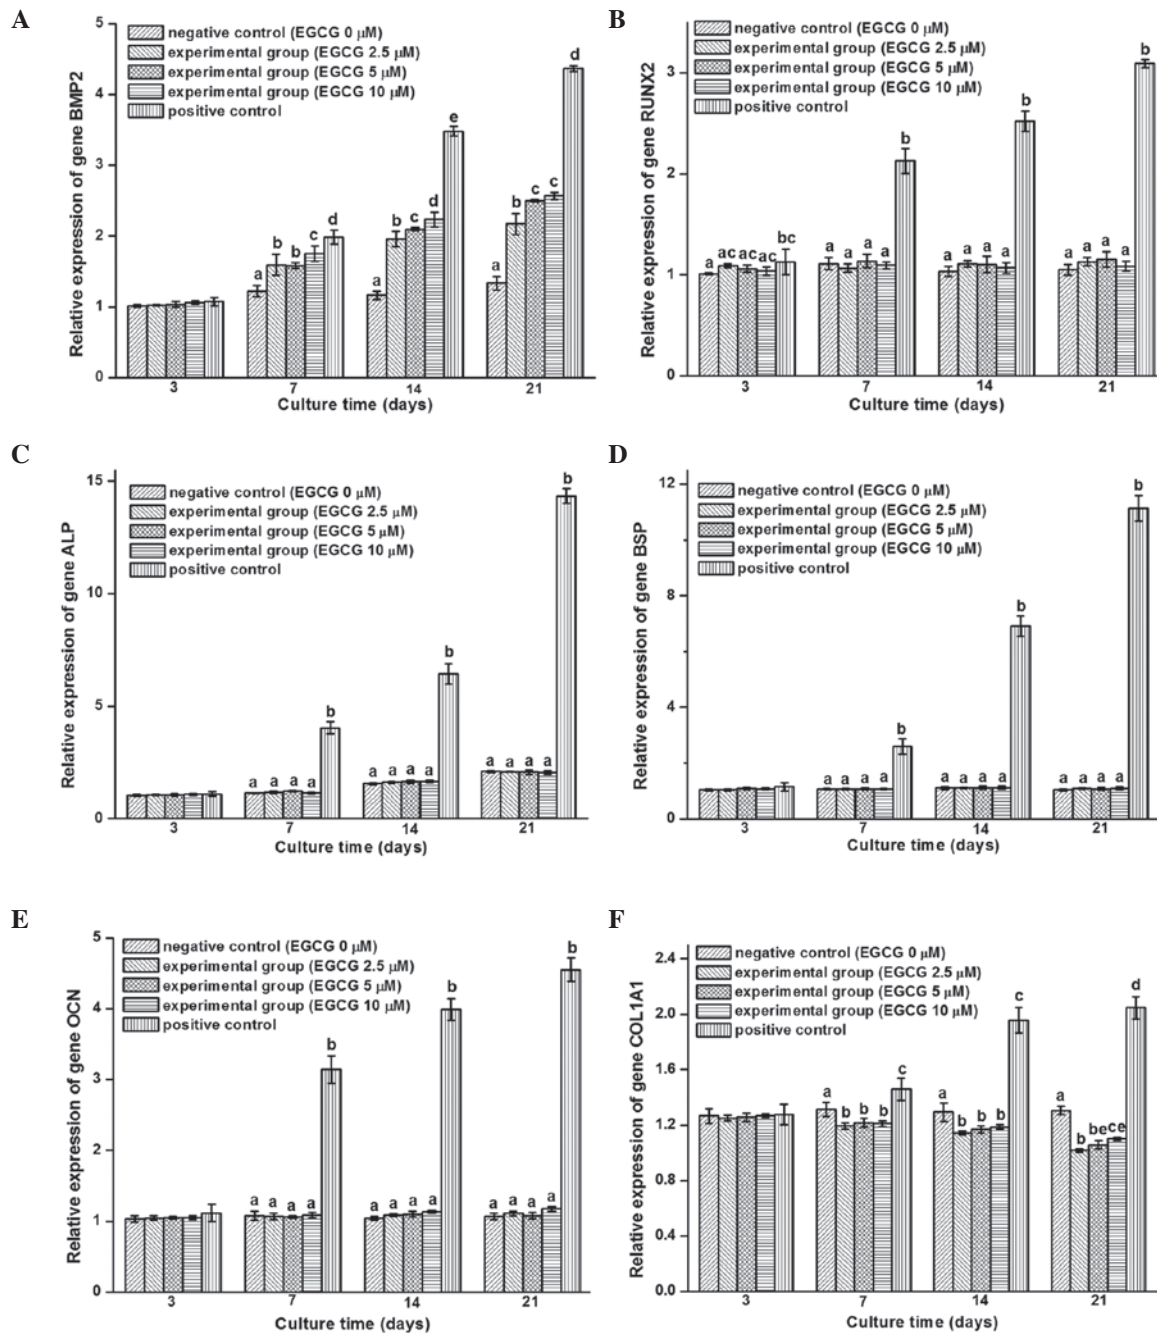 A
Relative expression of gene BMP2
5
4
3
2
1
0
negative control (EGCG 0 μM)
experimental group (EGCG 2.5 μM)
experimental group (EGCG 5 μM)
experimental group (EGCG 10 μM)
positive control
a b b c d
a b c d e
a b c c d
3 7 14 21
Culture time (days)
B
Relative expression of gene RUNX2
3
2
1
0
negative control (EGCG 0 μM)
experimental group (EGCG 2.5 μM)
experimental group (EGCG 5 μM)
experimental group (EGCG 10 μM)
positive control
a ac ac ac bc
a a a a b
a a a a b
a a a a b
3 7 14 21
Culture time (days)
C
Relative expression of gene ALP
15
10
5
0
negative control (EGCG 0 μM)
experimental group (EGCG 2.5 μM)
experimental group (EGCG 5 μM)
experimental group (EGCG 10 μM)
positive control
a a a a b
a a a a b
a a a a b
3 7 14 21
Culture time (days)
D
Relative expression of gene BSP
12
8
4
0
negative control (EGCG 0 μM)
experimental group (EGCG 2.5 μM)
experimental group (EGCG 5 μM)
experimental group (EGCG 10 μM)
positive control
a a a a b
a a a a b
a a a a b
3 7 14 21
Culture time (days)
E
Relative expression of gene OCN
5
4
3
2
1
0
negative control (EGCG 0 μM)
experimental group (EGCG 2.5 μM)
experimental group (EGCG 5 μM)
experimental group (EGCG 10 μM)
positive control
a a a a b
a a a a b
a a a a b
3 7 14 21
Culture time (days)
F
Relative expression of gene COL1A1
2.4
2.0
1.6
1.2
0.8
0.4
0.0
negative control (EGCG 0 μM)
experimental group (EGCG 2.5 μM)
experimental group (EGCG 5 μM)
experimental group (EGCG 10 μM)
positive control
a b b b c
a b b b c
a b be ce d
3 7 14 21
Culture time (days)